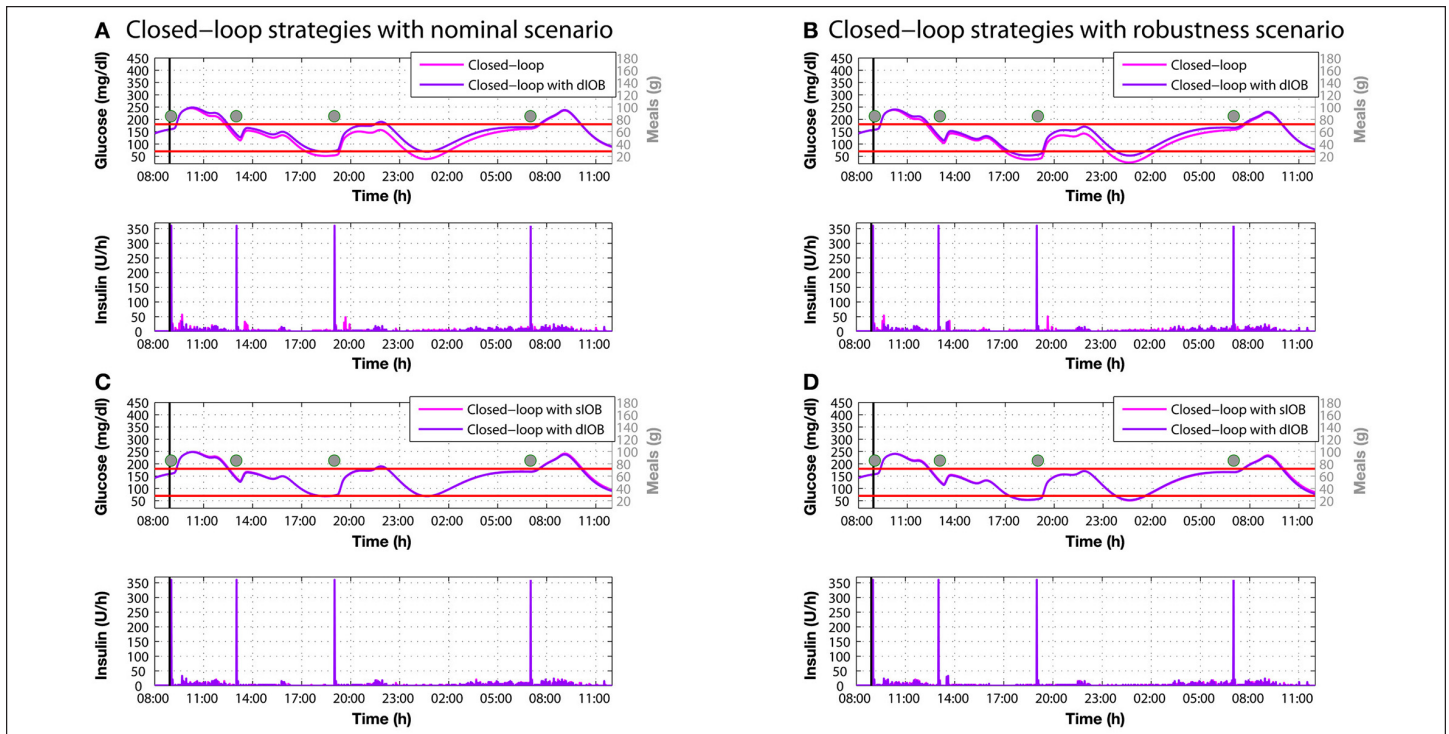 A Closed–loop strategies with nominal scenario
Glucose (mg/dl)
450
400
350
300
250
200
150
100
50
Closed–loop
Closed–loop with dIOB
180
160
140
120
100
80
60
40
20
Meals (g)
08:00 11:00 14:00 17:00 20:00 23:00 02:00 05:00 08:00 11:00
Time (h)
Insulin (U/h)
350
300
250
200
150
100
50
0
08:00 11:00 14:00 17:00 20:00 23:00 02:00 05:00 08:00 11:00
Time (h)
B Closed–loop strategies with robustness scenario
Glucose (mg/dl)
450
400
350
300
250
200
150
100
50
Closed–loop
Closed–loop with dIOB
180
160
140
120
100
80
60
40
20
Meals (g)
08:00 11:00 14:00 17:00 20:00 23:00 02:00 05:00 08:00 11:00
Time (h)
Insulin (U/h)
350
300
250
200
150
100
50
0
08:00 11:00 14:00 17:00 20:00 23:00 02:00 05:00 08:00 11:00
Time (h)
C
Glucose (mg/dl)
450
400
350
300
250
200
150
100
50
Closed–loop with sIOB
Closed–loop with dIOB
180
160
140
120
100
80
60
40
20
Meals (g)
08:00 11:00 14:00 17:00 20:00 23:00 02:00 05:00 08:00 11:00
Time (h)
Insulin (U/h)
350
300
250
200
150
100
50
0
08:00 11:00 14:00 17:00 20:00 23:00 02:00 05:00 08:00 11:00
Time (h)
D
Glucose (mg/dl)
450
400
350
300
250
200
150
100
50
Closed–loop with sIOB
Closed–loop with dIOB
180
160
140
120
100
80
60
40
20
Meals (g)
08:00 11:00 14:00 17:00 20:00 23:00 02:00 05:00 08:00 11:00
Time (h)
Insulin (U/h)
350
300
250
200
150
100
50
0
08:00 11:00 14:00 17:00 20:00 23:00 02:00 05:00 08:00 11:00
Time (h)